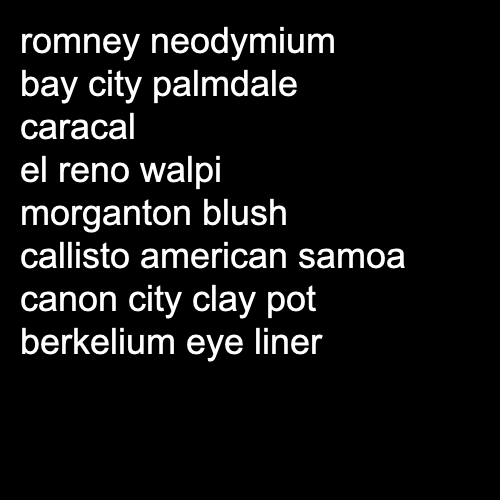 romney neodymium
bay city palmdale
caracal
el reno walpi
morganton blush
callisto american samoa
canon city clay pot
berkelium eye liner